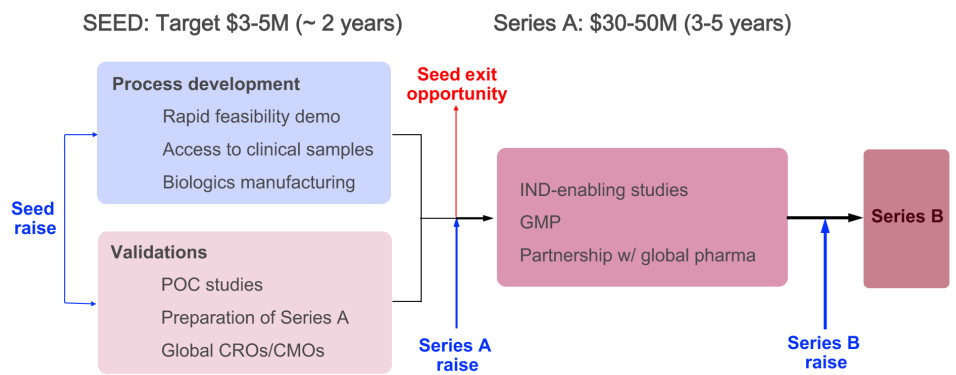 SEED: Target $3-5M (~ 2 years)
Series A: $30-50M (3-5 years)
Process development
Rapid feasibility demo
Access to clinical samples
Biologics manufacturing
Seed exit
opportunity
Seed
raise
Validations
POC studies
Preparation of Series A
Global CROs/CMOs
IND-enabling studies
GMP
Partnership w/ global pharma
Series B
Series A
raise
Series B
raise